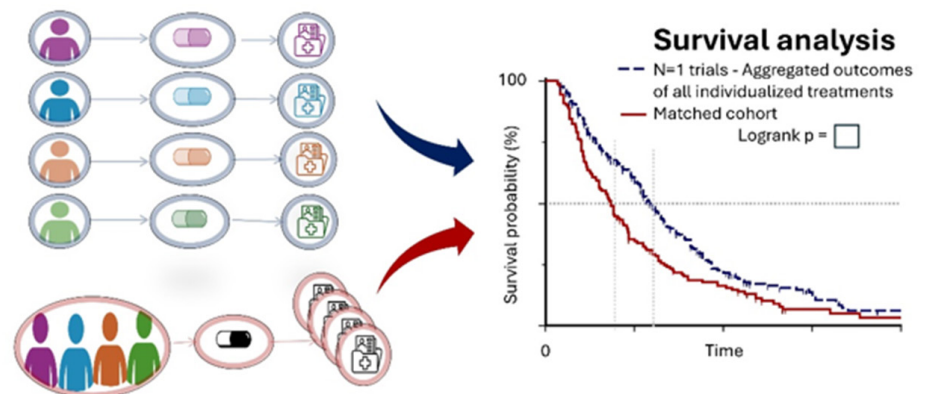 Survival analysis
N=1 trials - Aggregated outcomes
of all individualized treatments
Matched cohort
Logrank p =
100
Survival probability (%)
0
Time